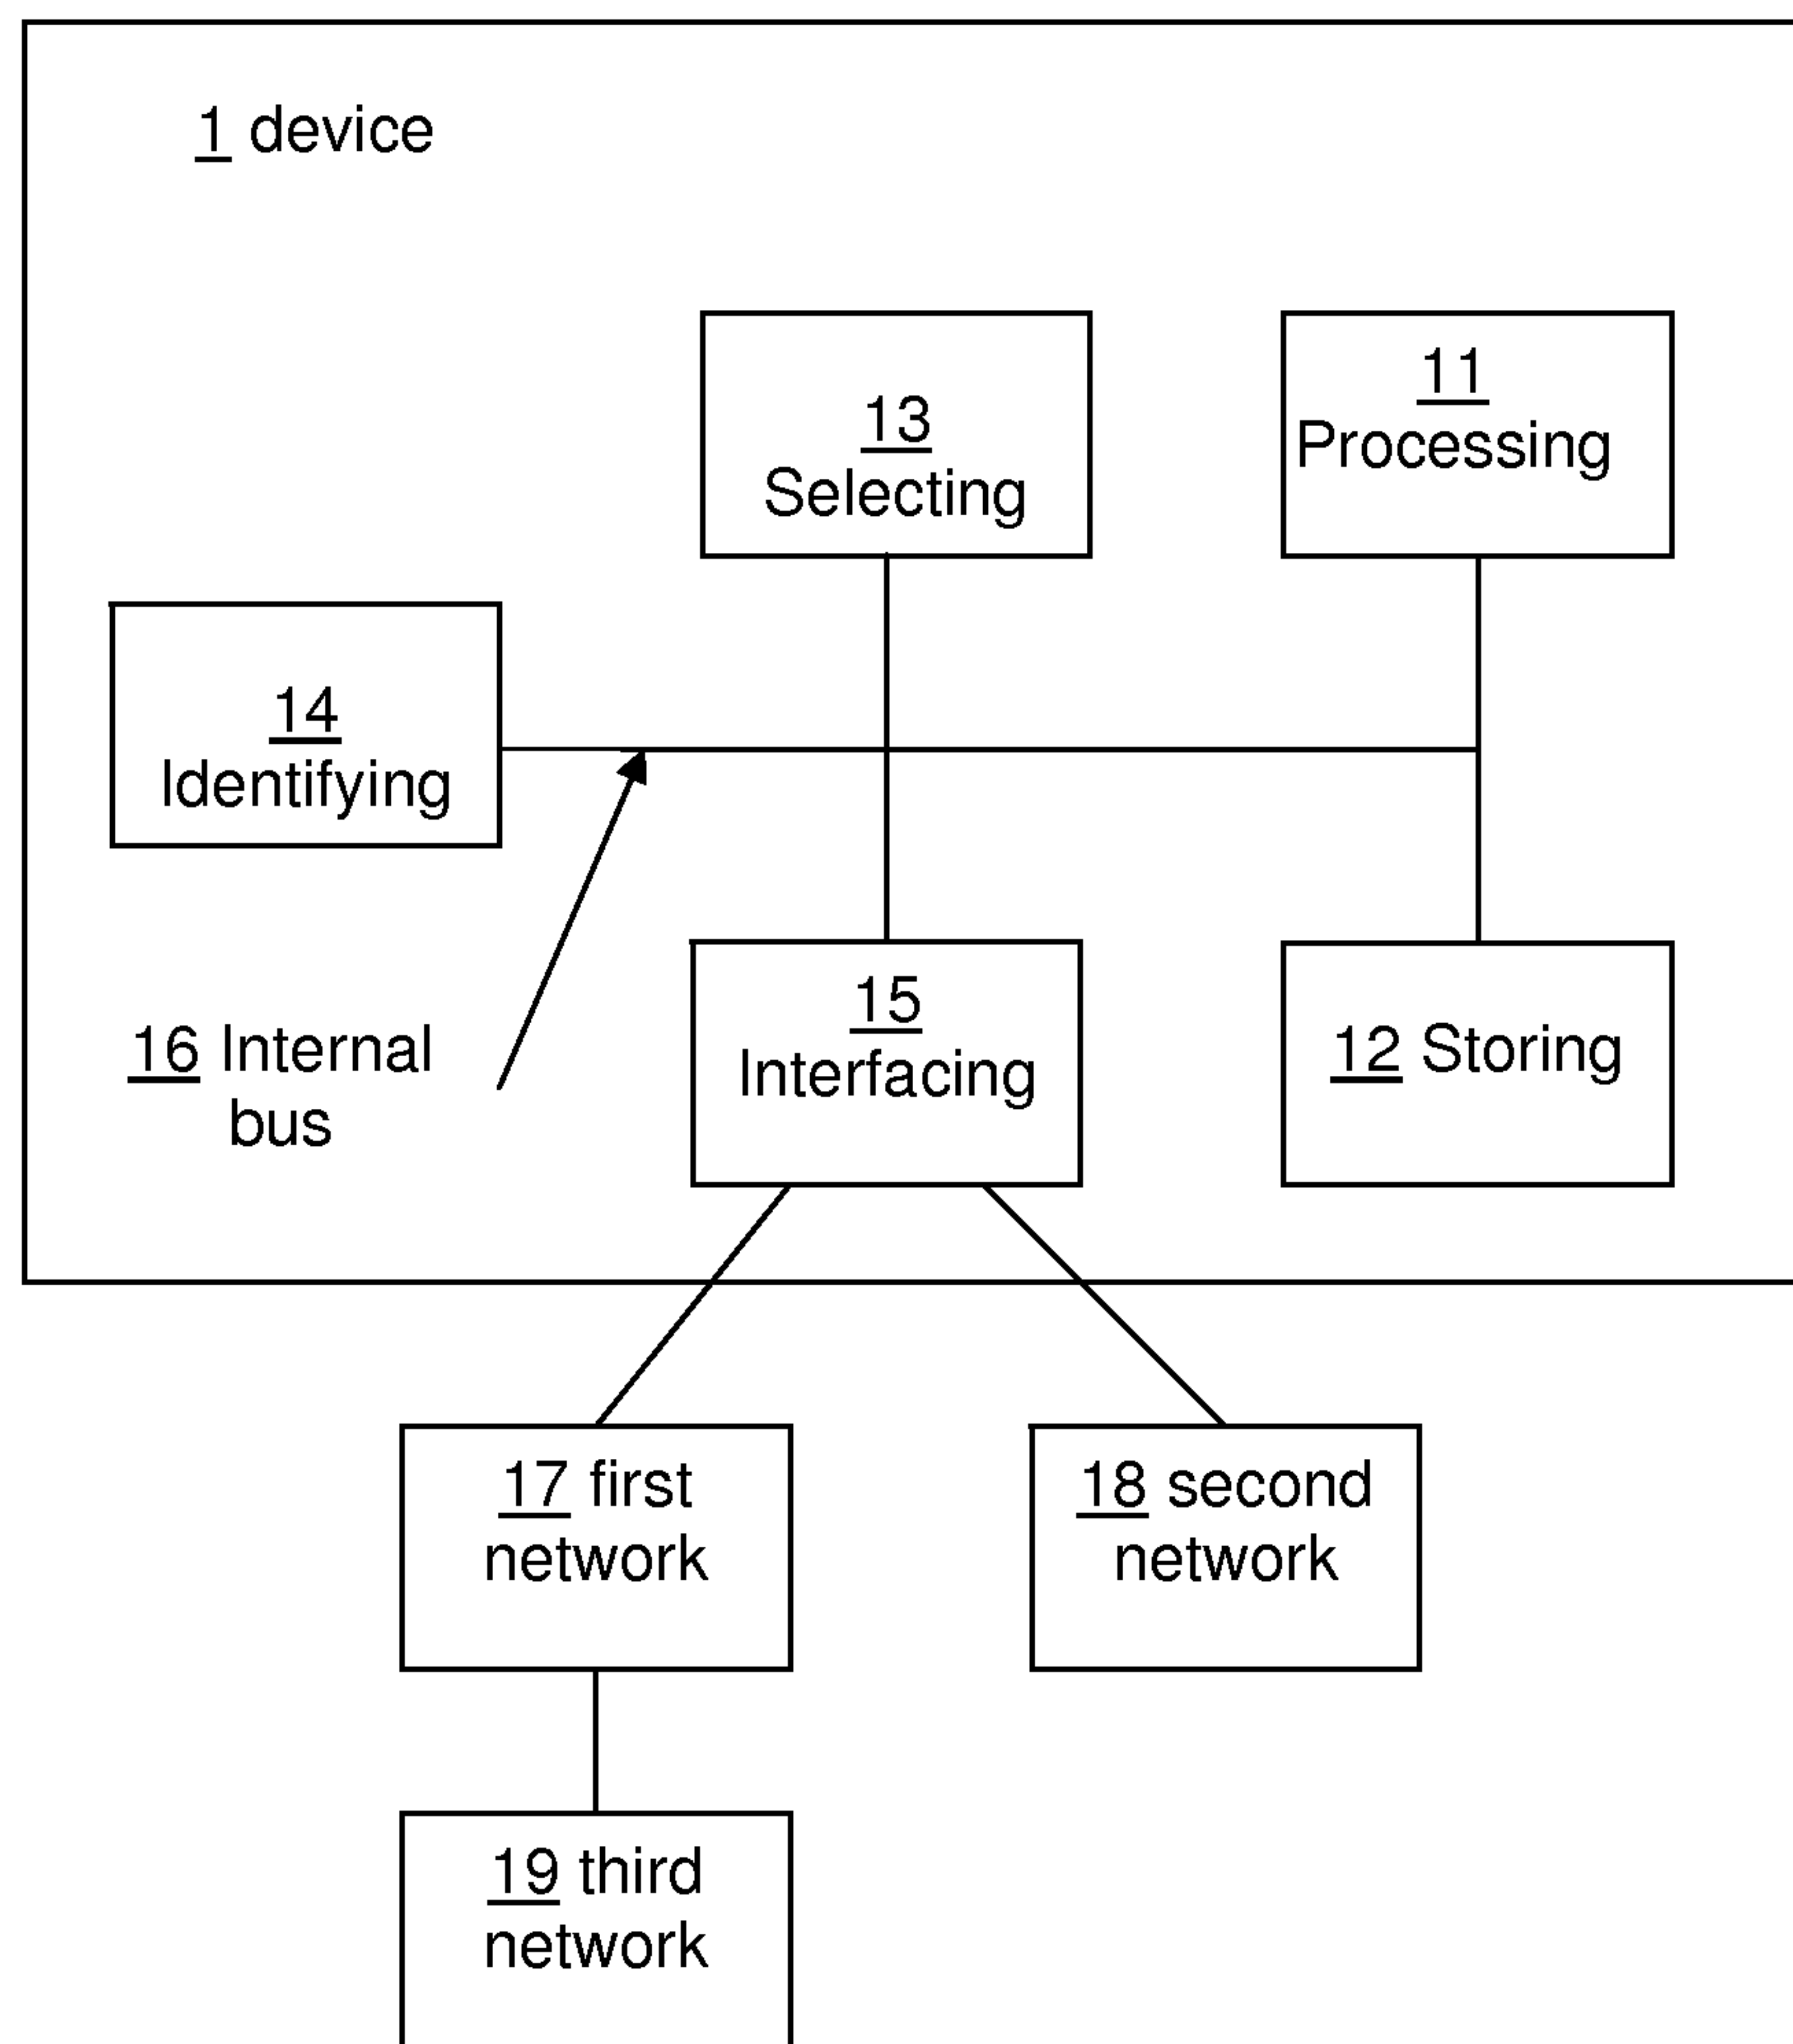 1 device
13
Selecting
11
Processing
14
Identifying
16 Internal
bus
15
Interfacing
12 Storing
17 first
network
18 second
network
19 third
network